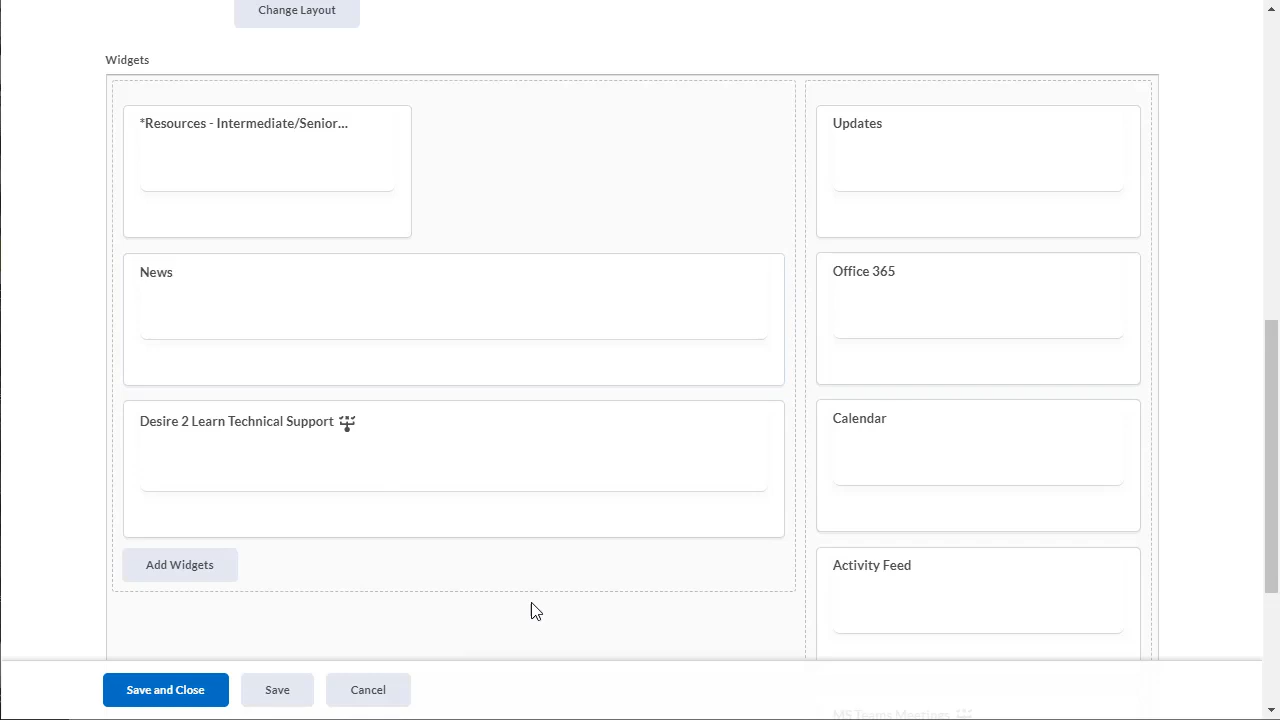 Change Layout
Widgets
*Resources - Intermediate/Senior...
News
Desire 2 Learn Technical Support
Add Widgets
Updates
Office 365
Calendar
Activity Feed
MS Teams Meetings
Save and Close
Save
Cancel